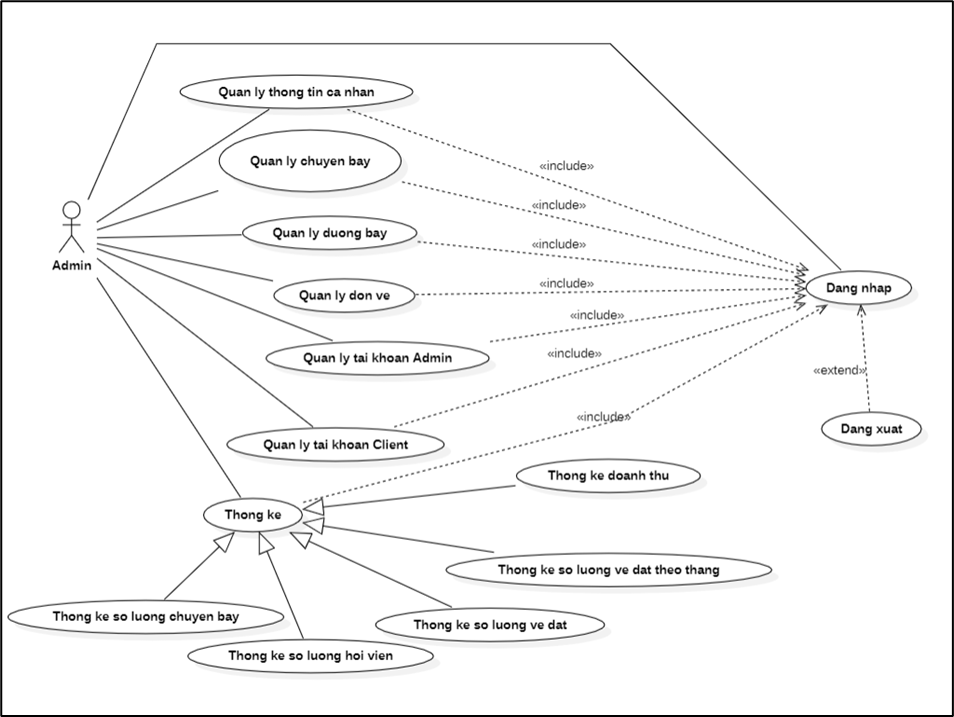 Quan ly thong tin ca nhan
Quan ly chuyen bay
«include»
«include»
Quan ly duong bay
«include»
Admin
Quan ly don ve
«include»
Dang nhap
«include»
Quan ly tai khoan Admin
«include»
«extend»
«include»
Dang xuat
Quan ly tai khoan Client
Thong ke doanh thu
Thong ke
Thong ke so luong ve dat theo thang
Thong ke so luong chuyen bay
Thong ke so luong ve dat
Thong ke so luong hoi vien